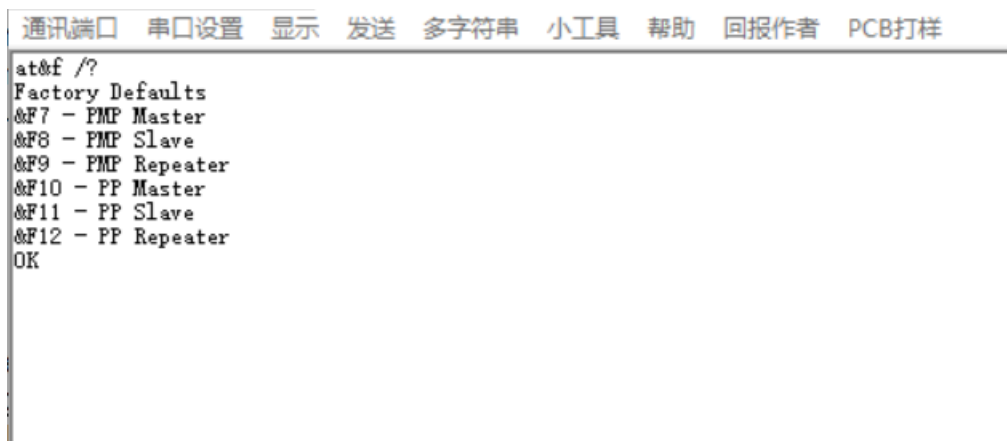 通讯端口 串口设置 显示 发送 多字符串 小工具 帮助 回报作者 PCB打样
at&f /?
Factory Defaults
&F7 - PMP Master
&F8 - PMP Slave
&F9 - PMP Repeater
&F10 - PP Master
&F11 - PP Slave
&F12 - PP Repeater
OK